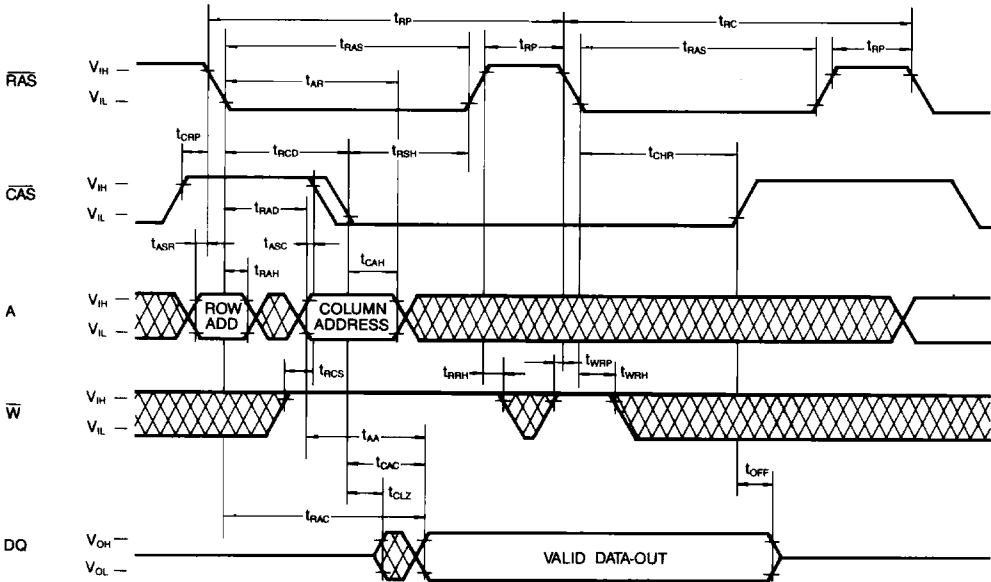 tRP tRC
tRAS tRP tRAS tRP
RAS VIH
tAR
VIL
tCRP tRCD tRSH tCHR
CAS VIH
VIL
tRAD
tASR tASC tCAH
tRAH
A VIH ROW ADD COLUMN ADDRESS
VIL
tRRH tWRP
tRCS tWRH
W VIH
VIL
tAA
tCAC tOFF
tCLZ
tRAC
DQ VOH
VALID DATA-OUT
VOL